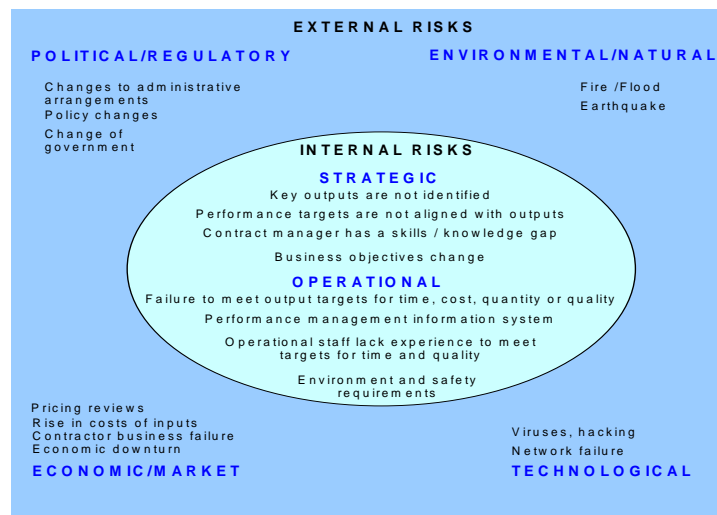 EXTERNAL RISKS
POLITICAL/REGULATORY
ENVIRONMENTAL/NATURAL
Changes to administrative
arrangements
Policy changes
Change of
government
Fire /Flood
Earthquake
INTERNAL RISKS
STRATEGIC
Key outputs are not identified
Performance targets are not aligned with outputs
Contract manager has a skills / knowledge gap
Business objectives change
OPERATIONAL
Failure to meet output targets for time, cost, quantity or quality
Performance management information system
Operational staff lack experience to meet
targets for time and quality
Environment and safety
requirements
Pricing reviews
Rise in costs of inputs
Contractor business failure
Economic downturn
ECONOMIC/MARKET
Viruses, hacking
Network failure
TECHNOLOGICAL